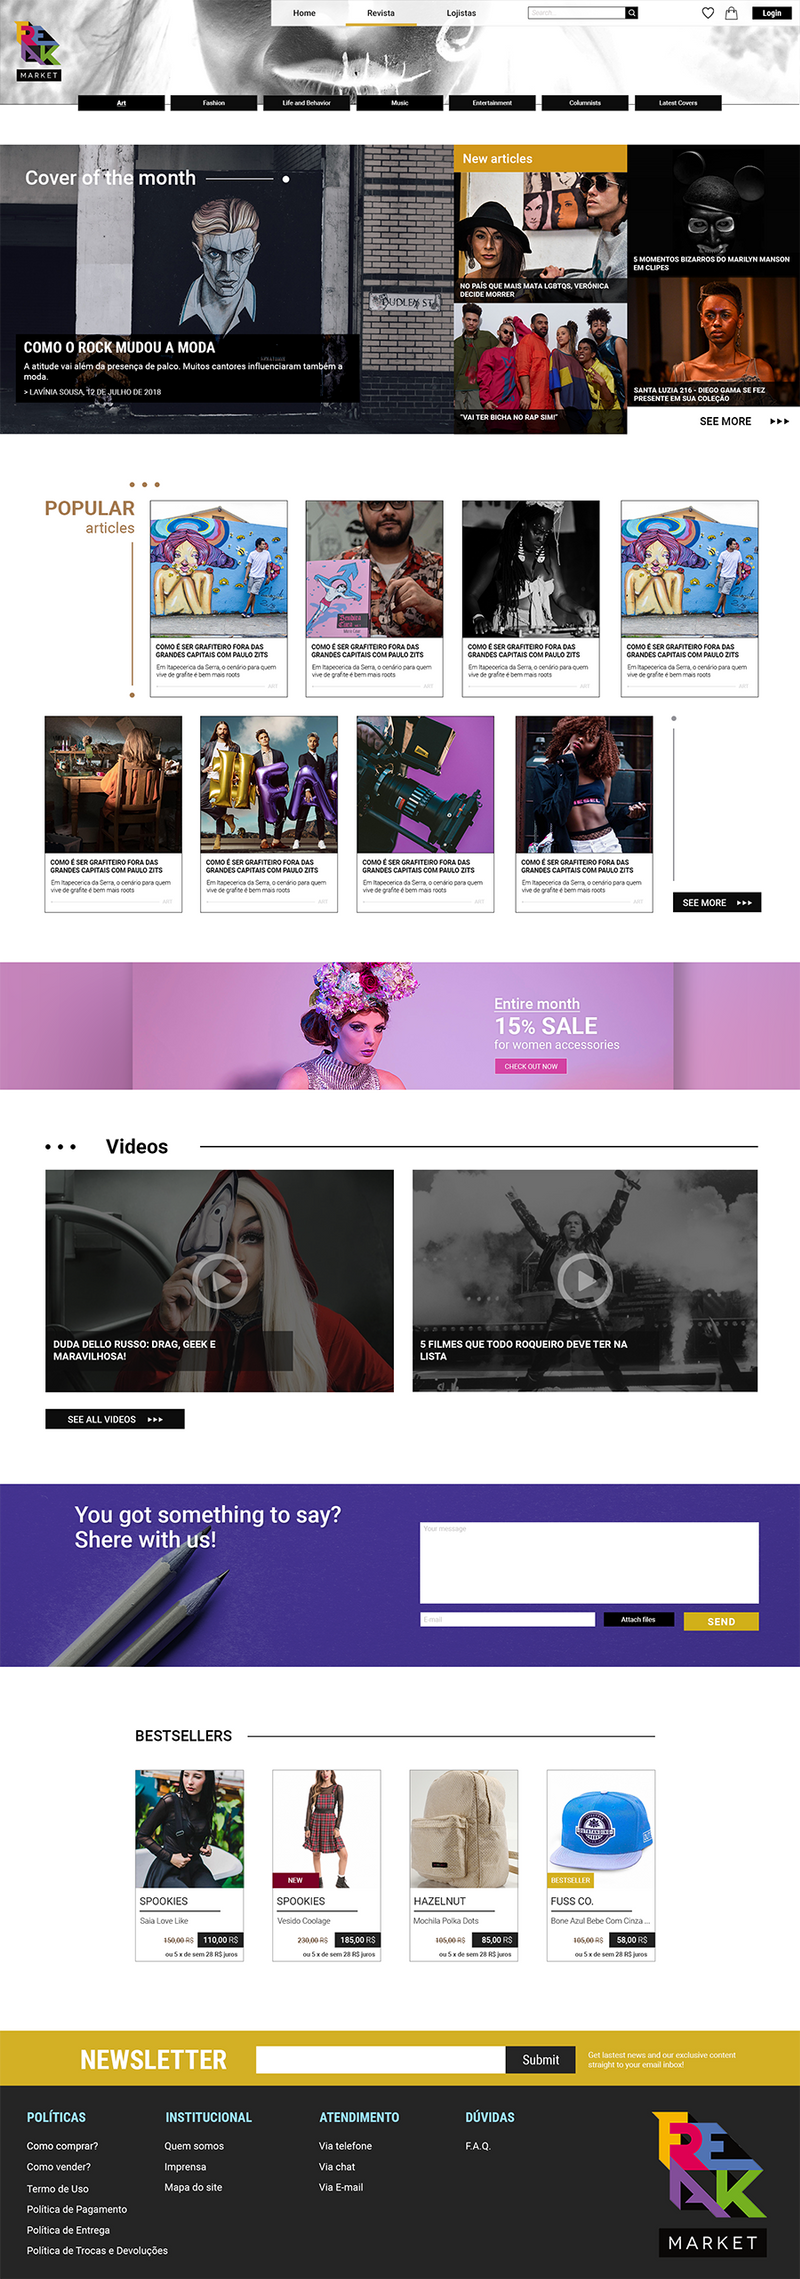 Home
Revista
Lojistas
Search...
Login
FREAK
MARKET
Art
Fashion
Life and Behavior
Music
Entertainment
Columnists
Latest Covers
Cover of the month
DUDLEY ST
COMO O ROCK MUDOU A MODA
A atitude vai além da presença de palco. Muitos cantores influenciaram também a
moda.
> LAVÍNIA SOUSA, 12 DE JULHO DE 2018
New articles
NO PAÍS QUE MAIS MATA LGBTQS, VERÓNICA
DECIDE MORRER
5 MOMENTOS BIZARROS DO MARILYN MANSON
EM CLIPES
"VAI TER BICHA NO RAP SIM!"
SANTA LUZIA 216 - DIEGO GAMA SE FEZ
PRESENTE EM SUA COLEÇÃO
SEE MORE
POPULAR
articles
COMO É SER GRAFITEIRO FORA DAS
GRANDES CAPITAIS COM PAULO ZITS
Em Itapecerica da Serra, o cenário para quem
vive de grafite é bem mais roots
ART
COMO É SER GRAFITEIRO FORA DAS
GRANDES CAPITAIS COM PAULO ZITS
Em Itapecerica da Serra, o cenário para quem
vive de grafite é bem mais roots
ART
COMO É SER GRAFITEIRO FORA DAS
GRANDES CAPITAIS COM PAULO ZITS
Em Itapecerica da Serra, o cenário para quem
vive de grafite é bem mais roots
ART
COMO É SER GRAFITEIRO FORA DAS
GRANDES CAPITAIS COM PAULO ZITS
Em Itapecerica da Serra, o cenário para quem
vive de grafite é bem mais roots
ART
COMO É SER GRAFITEIRO FORA DAS
GRANDES CAPITAIS COM PAULO ZITS
Em Itapecerica da Serra, o cenário para quem
vive de grafite é bem mais roots
ART
COMO É SER GRAFITEIRO FORA DAS
GRANDES CAPITAIS COM PAULO ZITS
Em Itapecerica da Serra, o cenário para quem
vive de grafite é bem mais roots
ART
COMO É SER GRAFITEIRO FORA DAS
GRANDES CAPITAIS COM PAULO ZITS
Em Itapecerica da Serra, o cenário para quem
vive de grafite é bem mais roots
ART
COMO É SER GRAFITEIRO FORA DAS
GRANDES CAPITAIS COM PAULO ZITS
Em Itapecerica da Serra, o cenário para quem
vive de grafite é bem mais roots
ART
SEE MORE
Entire month
15% SALE
for women accessories
CHECK OUT NOW
Videos
DUDA DELLO RUSSO: DRAG, GEEK E
MARAVILHOSA!
5 FILMES QUE TODO ROQUEIRO DEVE TER NA
LISTA
SEE ALL VIDEOS
You got something to say?
Shere with us!
Your message
E-mail
Attach files
SEND
BESTSELLERS
SPOOKIES
Saia Love Like
150,00 R$
110,00 R$
ou 5 x de sem 28 R$ juros
NEW
SPOOKIES
Vesido Coolage
230,00 R$
185,00 R$
ou 5 x de sem 28 R$ juros
HAZELNUT
Mochila Polka Dots
105,00 R$
85,00 R$
ou 5 x de sem 28 R$ juros
OUTSTANDING
BESTSELLER
FUSS CO.
Bone Azul Bebe Com Cinza ...
105,00 R$
58,00 R$
ou 5 x de sem 28 R$ juros
NEWSLETTER
Submit
Get lastest news and our exclusive content
straight to your email inbox!
POLÍTICAS
Como comprar?
Como vender?
Termo de Uso
Política de Pagamento
Política de Entrega
Política de Trocas e Devoluções
INSTITUCIONAL
Quem somos
Imprensa
Mapa do site
ATENDIMENTO
Via telefone
Via chat
Via E-mail
DÚVIDAS
F.A.Q.
FREAK
MARKET